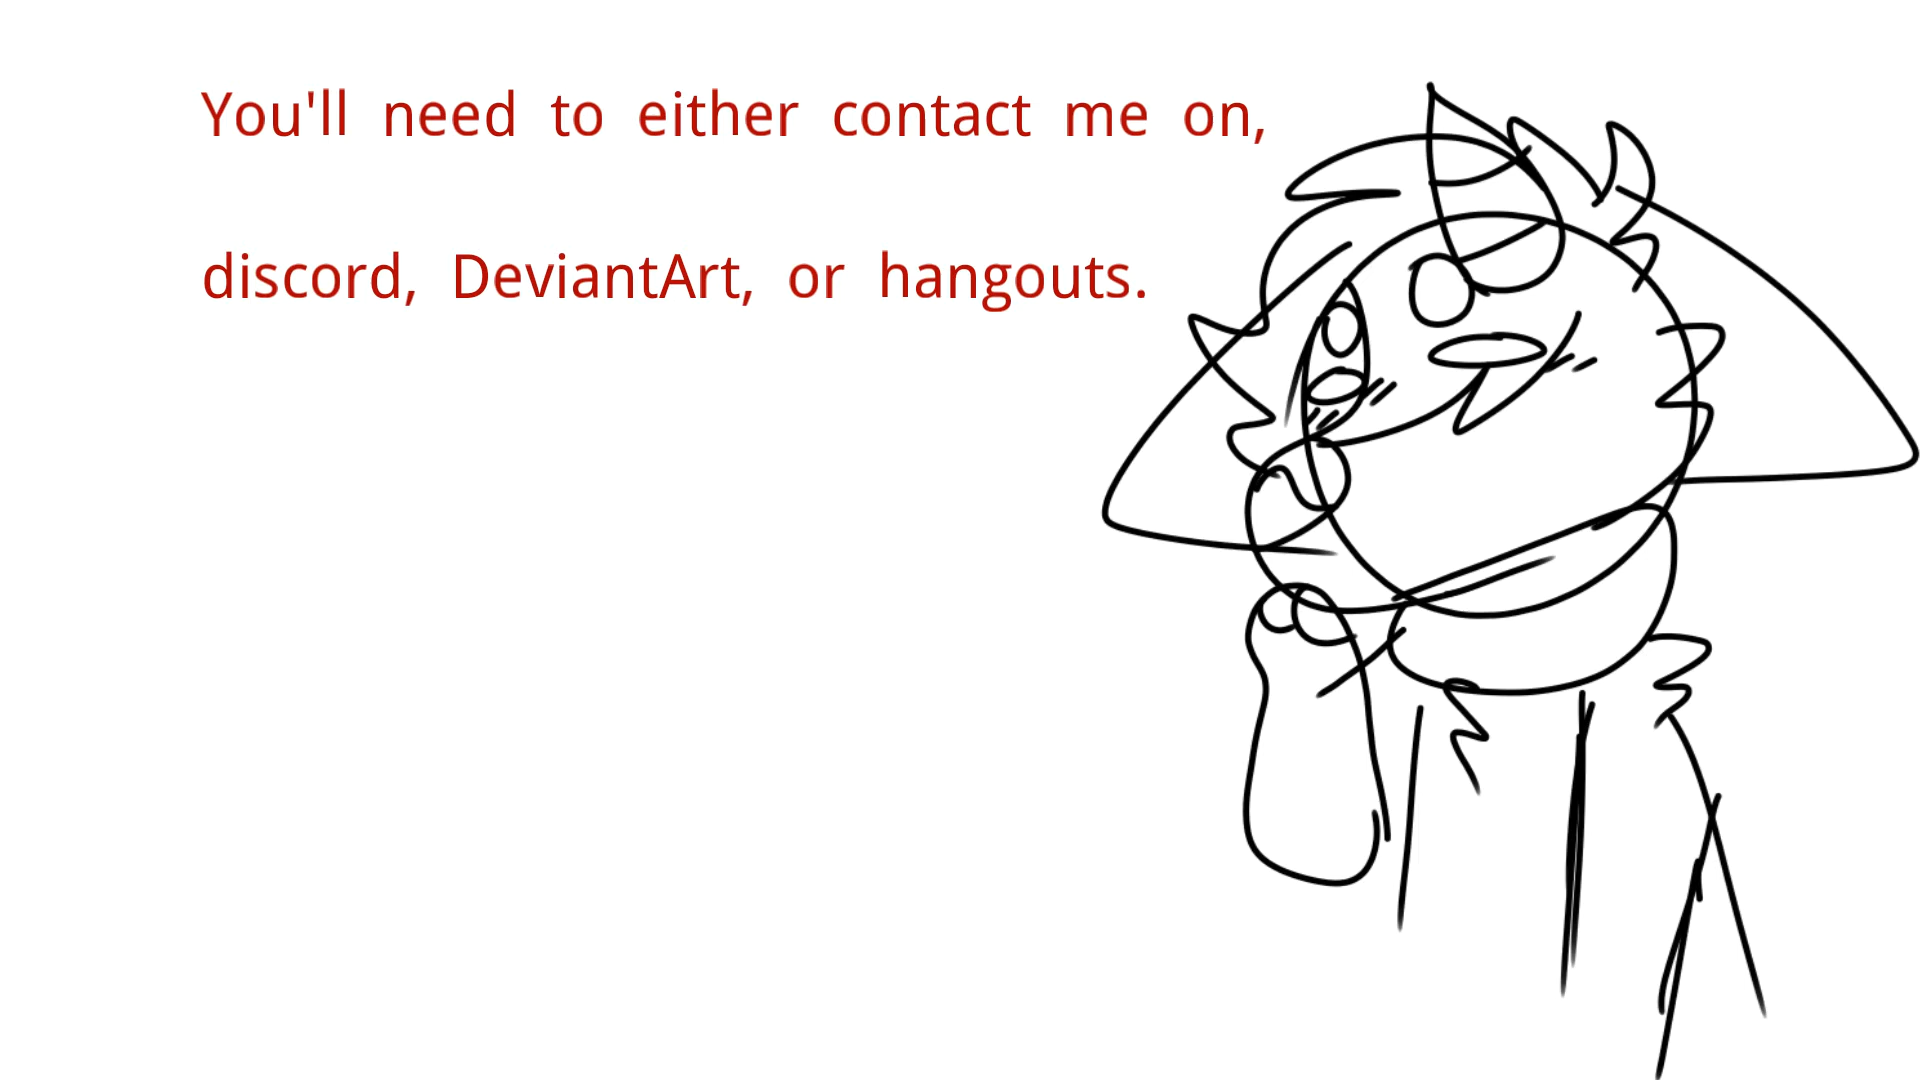 You'll need to either contact me on,
discord, DeviantArt, or hangouts.